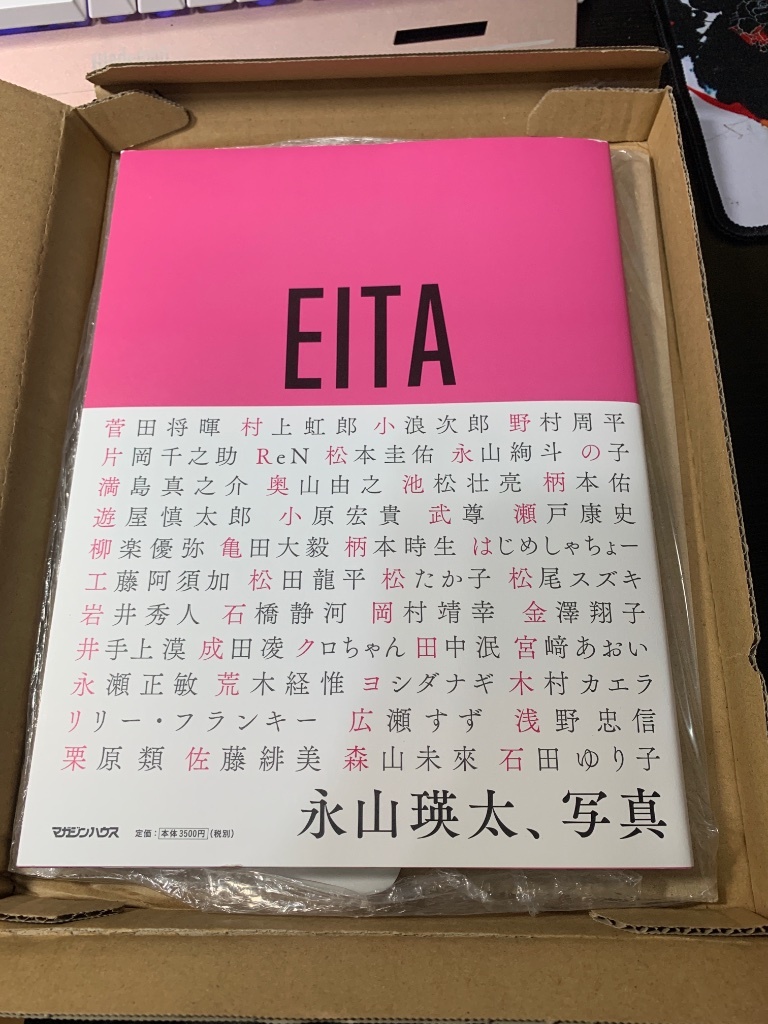 EITA
菅田将暉 村上虹郎 小浪次郎 野村周平
片岡千之助 ReN 松本圭佑 永山絢斗 の子
満島真之介 奥山由之 池松壮亮 柄本佑
遊屋慎太郎 小原宏貴 武尊 瀬戸康史
柳楽優弥 亀田大毅 柄本時生 はじめしゃちょー
工藤阿須加 松田龍平 松たか子 松尾スズキ
岩井秀人 石橋静河 岡村靖幸 金澤翔子
井手上漠 成田凌 クロちゃん 田中泯 宮﨑あおい
永瀬正敏 荒木経惟 ヨシダナギ 木村カエラ
リリー・フランキー 広瀬すず 浅野忠信
栗原類 佐藤緋美 森山未來 石田ゆり子
永山瑛太、写真
マガジンハウス 定価：本体3500円（税別）